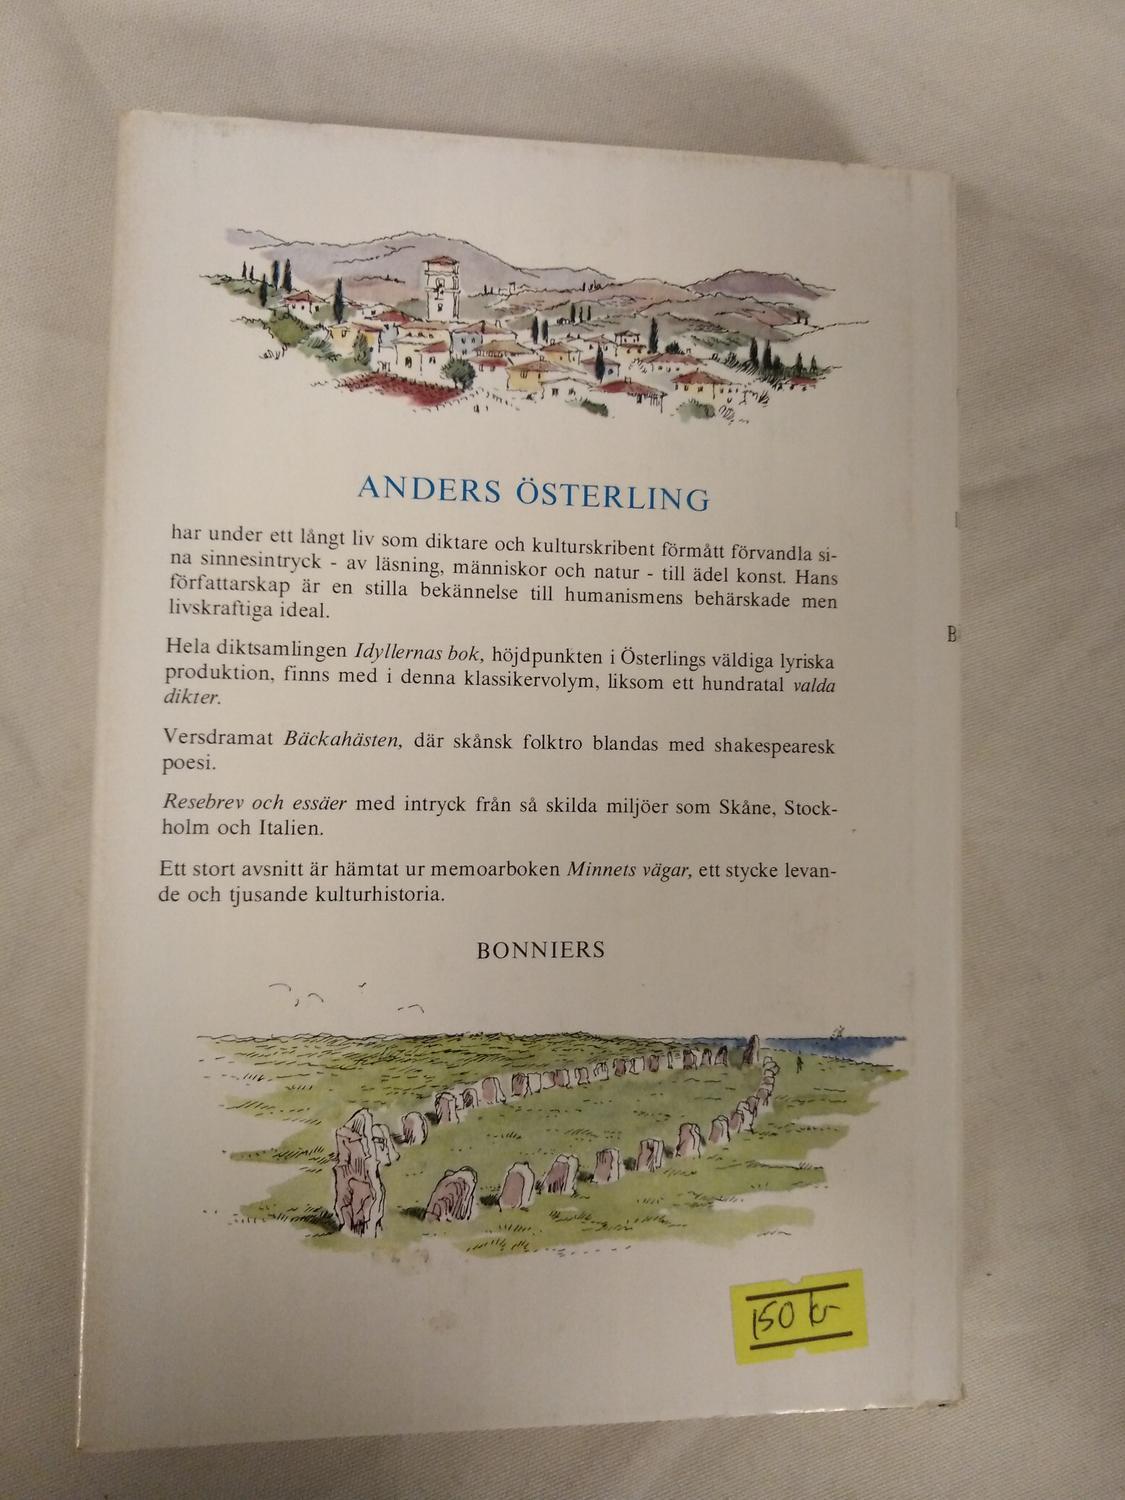 ANDERS ÖSTERLING
har under ett långt liv som diktare och kulturskribent förmått förvandla si-
na sinnesintryck - av läsning, människor och natur - till ädel konst. Hans
författarskap är en stilla bekännelse till humanismens behärskade men
livskraftiga ideal.
Hela diktsamlingen Idyllernas bok, höjdpunkten i Österlings väldiga lyriska
produktion, finns med i denna klassikervolym, liksom ett hundratal valda
dikter.
Versdramat Bäckahästen, där skånsk folktro blandas med shakespearesk
poesi.
Resebrev och essäer med intryck från så skilda miljöer som Skåne, Stock-
holm och Italien.
Ett stort avsnitt är hämtat ur memoarboken Minnets vägar, ett stycke levan-
de och tjusande kulturhistoria.
BONNIERS
150 kr
B